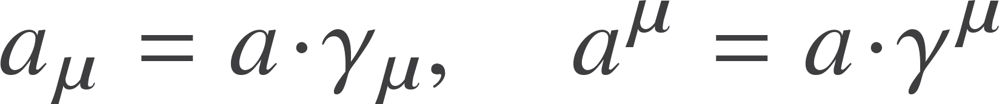 a_μ = a·γ_μ, a^μ = a·γ^μ